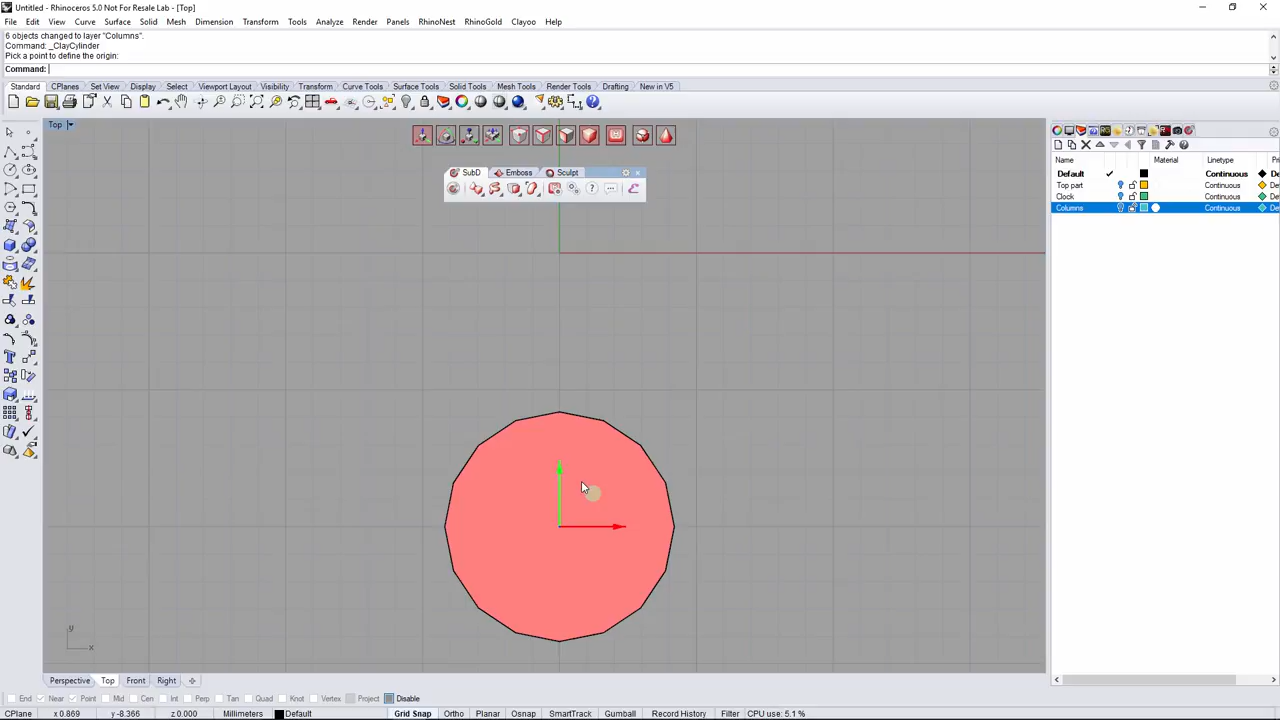 Untitled - Rhinoceros 5.0 Not For Resale Lab - [Top]
File Edit View Curve Surface Solid Mesh Dimension Transform Tools Analyze Render Panels RhinoNest RhinoGold Clayoo Help
6 objects changed to layer "Columns".
Command: _ClayCylinder
Pick a point to define the origin:
Command:
Standard CPlanes Set View Display Select Viewport Layout Visibility Transform Curve Tools Surface Tools Solid Tools Mesh Tools Render Tools Drafting New in V5
Top
SubD Emboss Sculpt
Name Material Linetype Pri
Default Continuous De
Top part Continuous De
Clock Continuous De
Columns Continuous De
y
x
Perspective Top Front Right
End Near Point Mid Cen Int Perp Tan Quad Knot Vertex Project Disable
CPlane x 0.869 y -8.366 z 0.000 Millimeters Default Grid Snap Ortho Planar Osnap SmartTrack Gumball Record History Filter CPU use: 5.1 %